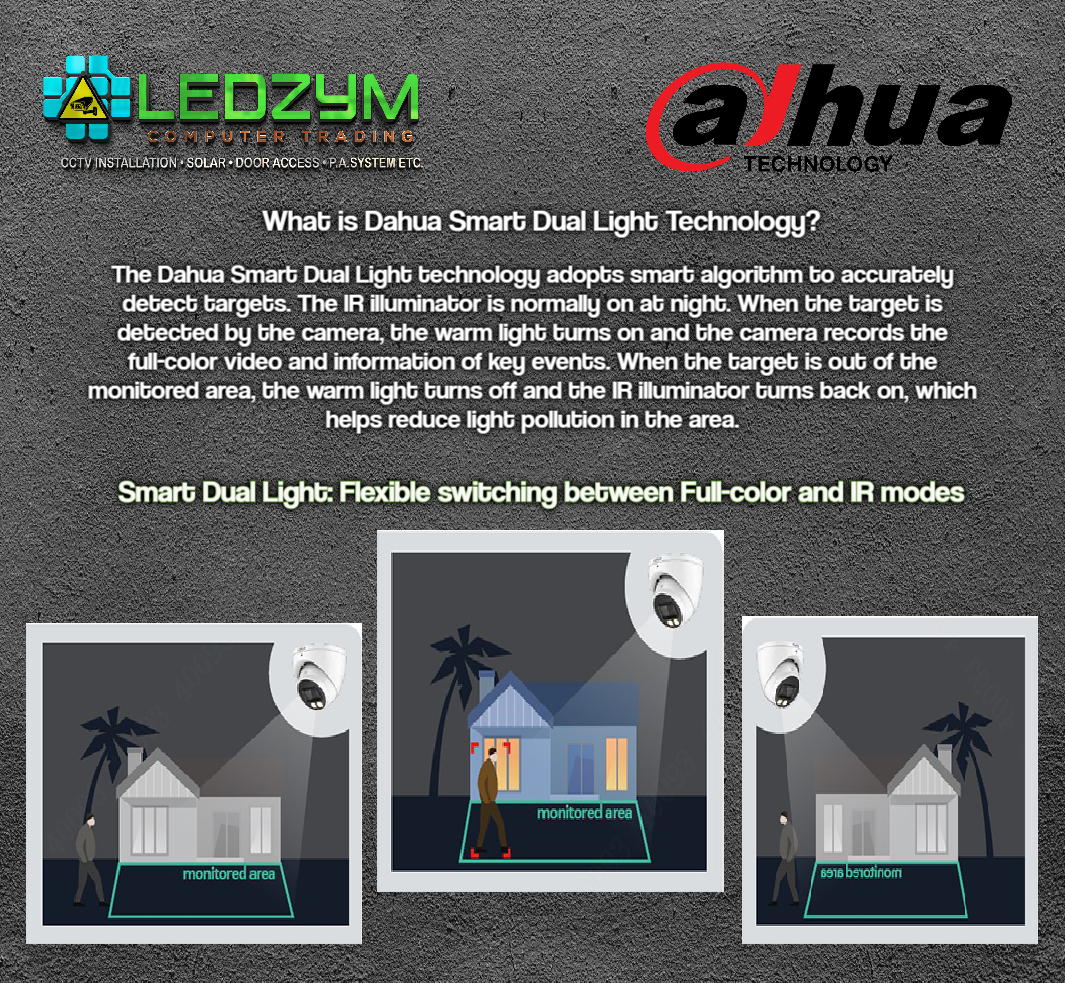 LEDZYM
COMPUTER TRADING
CCTV INSTALLATION • SOLAR • DOOR ACCESS • P.A.SYSTEM ETC.
alhua
TECHNOLOGY
What is Dahua Smart Dual Light Technology?
The Dahua Smart Dual Light technology adopts smart algorithm to accurately
detect targets. The IR illuminator is normally on at night. When the target is
detected by the camera, the warm light turns on and the camera records the
full-color video and information of key events. When the target is out of the
monitored area, the warm light turns off and the IR illuminator turns back on, which
helps reduce light pollution in the area.
Smart Dual Light: Flexible switching between Full-color and IR modes
monitored area
monitored area
monitored area